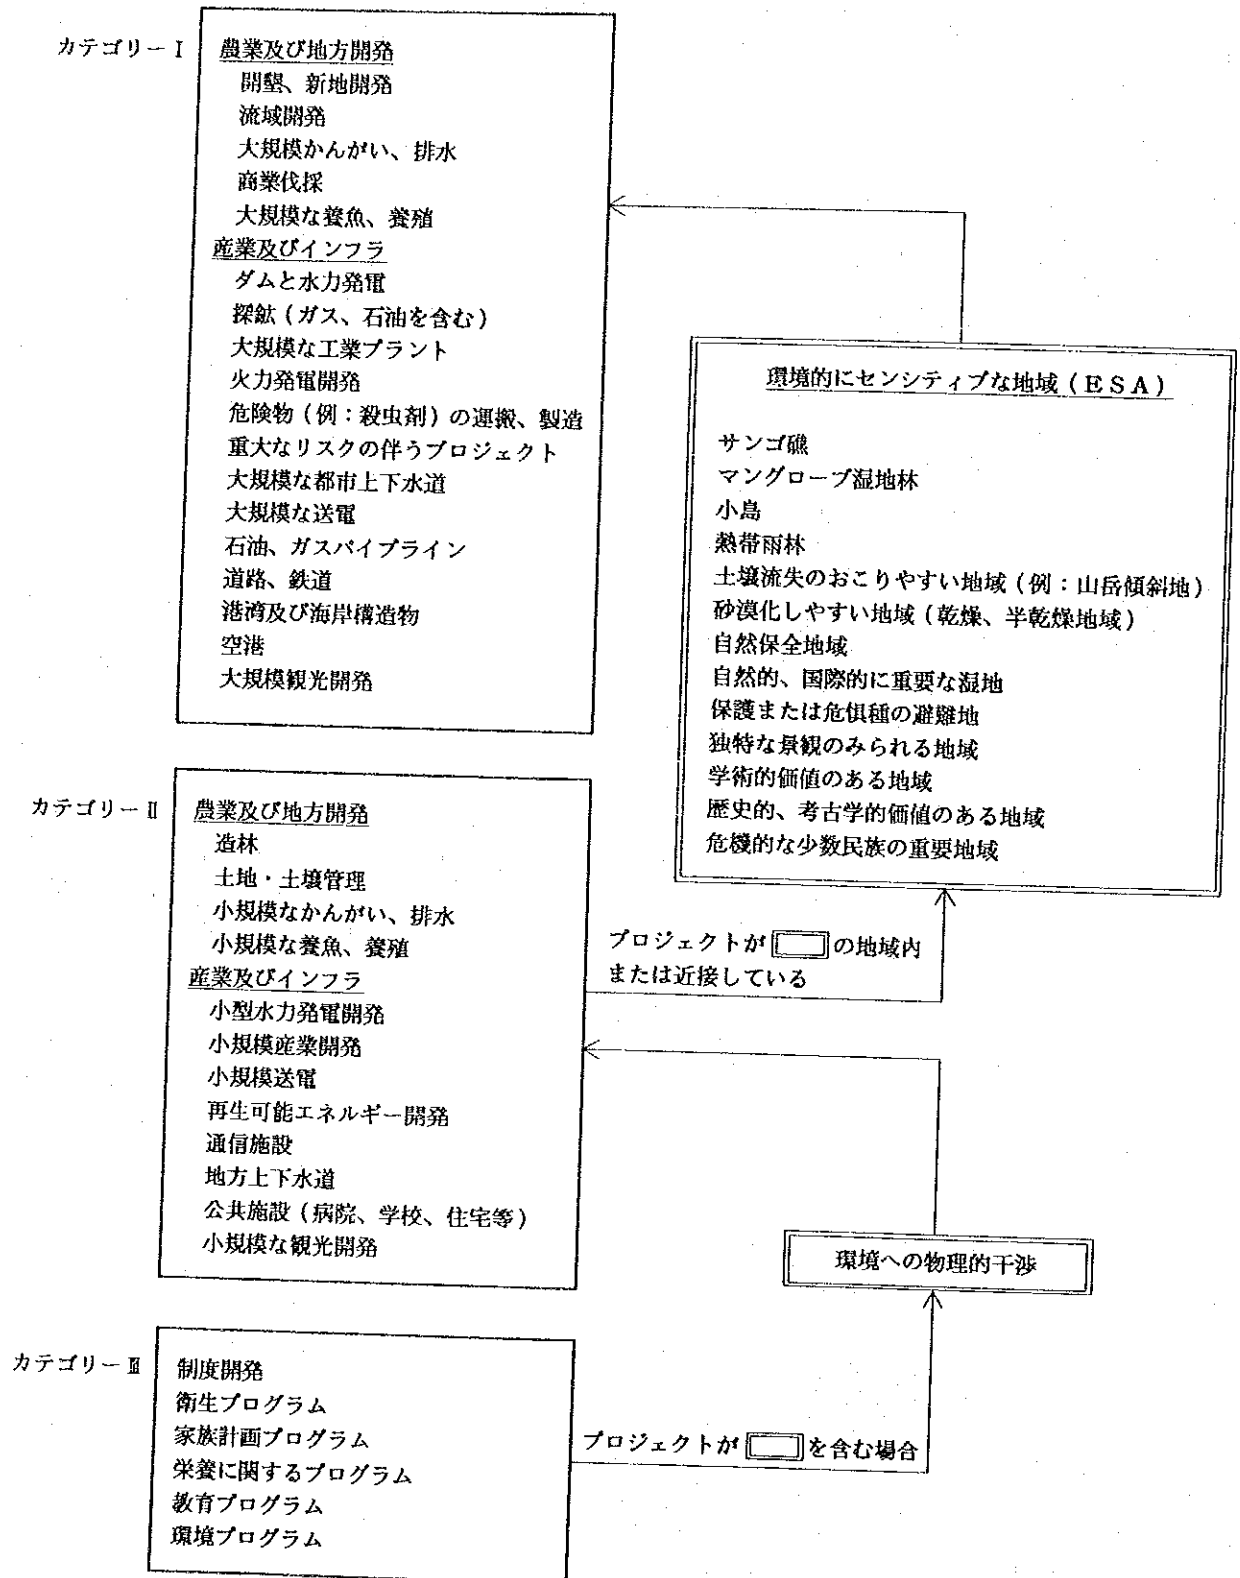 カテゴリーⅠ
農業及び地方開発
開墾、新地開発
流域開発
大規模かんがい、排水
商業伐採
大規模な養魚、養殖
産業及びインフラ
ダムと水力発電
探鉱(ガス、石油を含む)
大規模な工業プラント
火力発電開発
危険物(例:殺虫剤)の運搬、製造
重大なリスクの伴うプロジェクト
大規模な都市上下水道
大規模な送電
石油、ガスパイプライン
道路、鉄道
港湾及び海岸構造物
空港
大規模観光開発
環境的にセンシティブな地域(ESA)
サンゴ礁
マングローブ湿地林
小島
熱帯雨林
土壌流失のおこりやすい地域(例:山岳傾斜地)
砂漠化しやすい地域(乾燥、半乾燥地域)
自然保全地域
自然的、国際的に重要な湿地
保護または危惧種の避難地
独特な景観のみられる地域
学術的価値のある地域
歴史的、考古学的価値のある地域
危機的な少数民族の重要地域
カテゴリーⅡ
農業及び地方開発
造林
土地・土壌管理
小規模なかんがい、排水
小規模な養魚、養殖
産業及びインフラ
小型水力発電開発
小規模産業開発
小規模送電
再生可能エネルギー開発
通信施設
地方上下水道
公共施設(病院、学校、住宅等)
小規模な観光開発
プロジェクトが の地域内
または近接している
環境への物理的干渉
カテゴリーⅢ
制度開発
衛生プログラム
家族計画プログラム
栄養に関するプログラム
教育プログラム
環境プログラム
プロジェクトが を含む場合